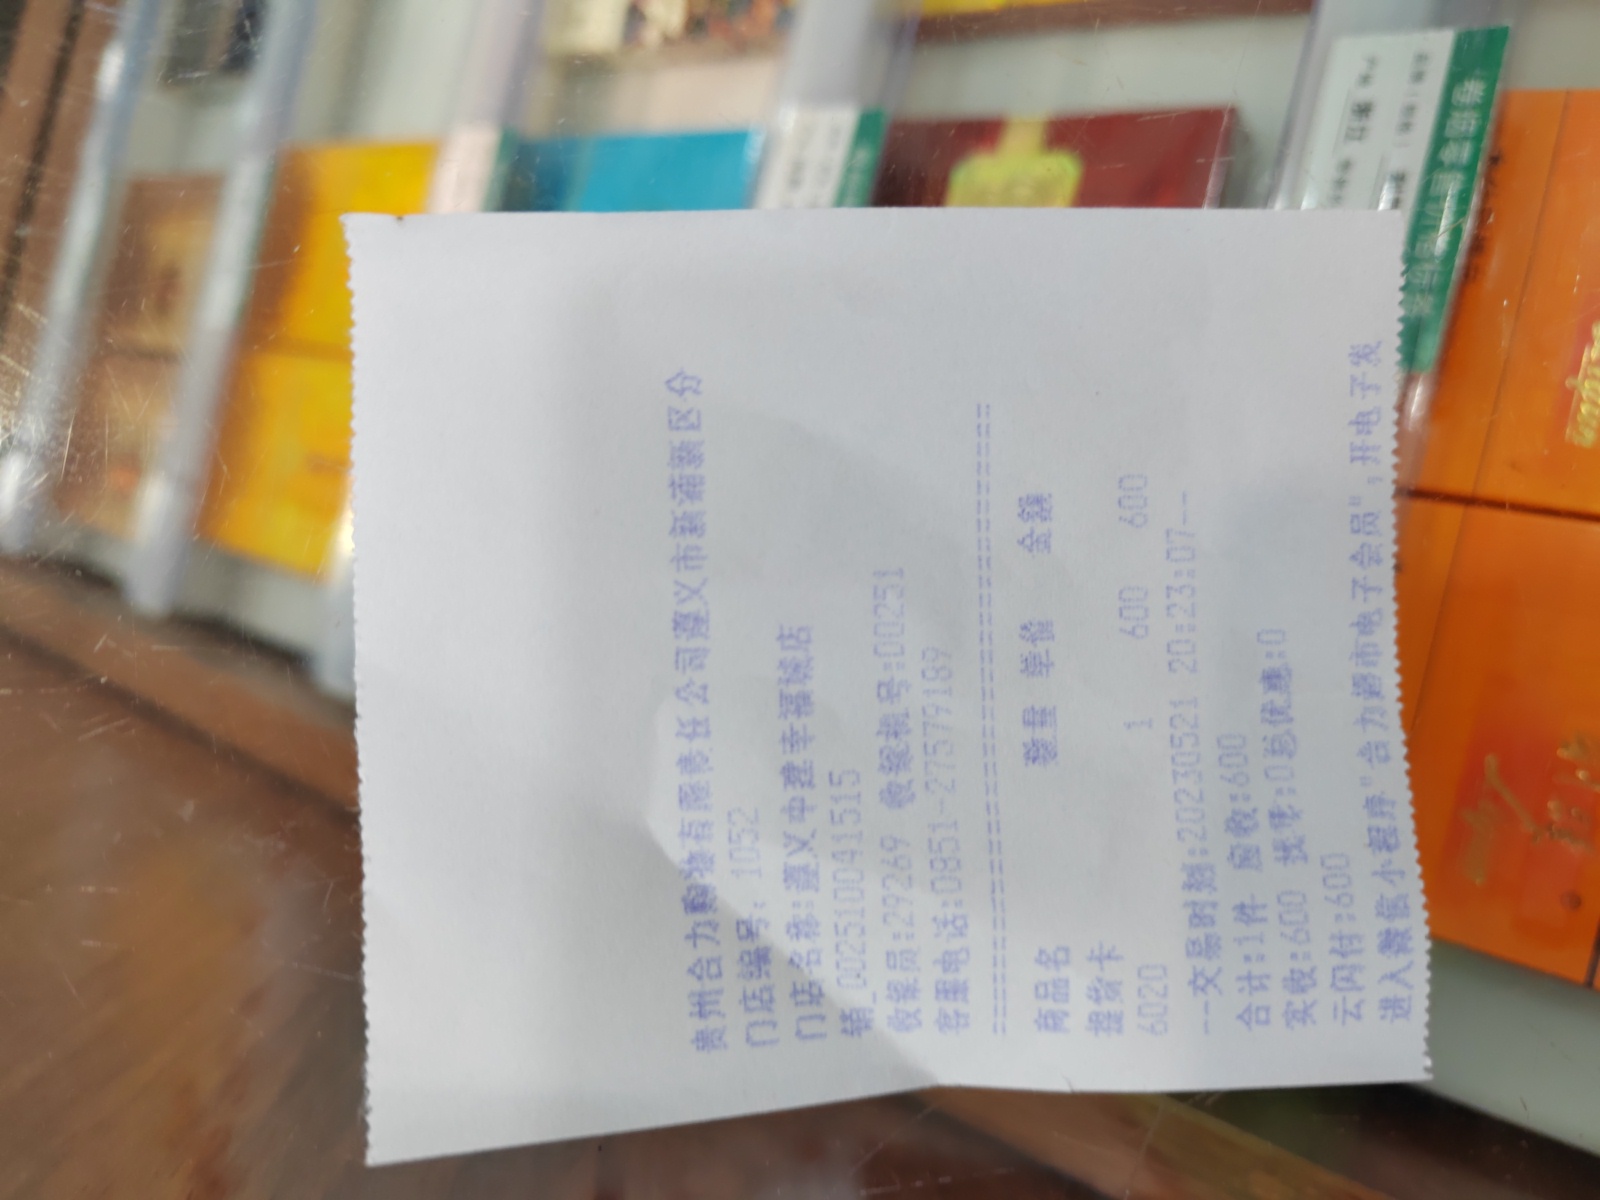 贵州合力购物有限责任公司遵义市新浦新区分
门店编号: 1052
门店名称:遵义中建幸福城店
销_002510041515
收银员:29269 收银机号:00251
客服电话:0851-27579189
================================
商品名 数量 单价 金额
提货卡 1 600 600
6020
--交易时刻:20230521 20:23:07--
合计:1件 应收:600
实收:600 找零:0总优惠:0
云闪付:600
进入微信小程序"合力超市电子会员",开电子发